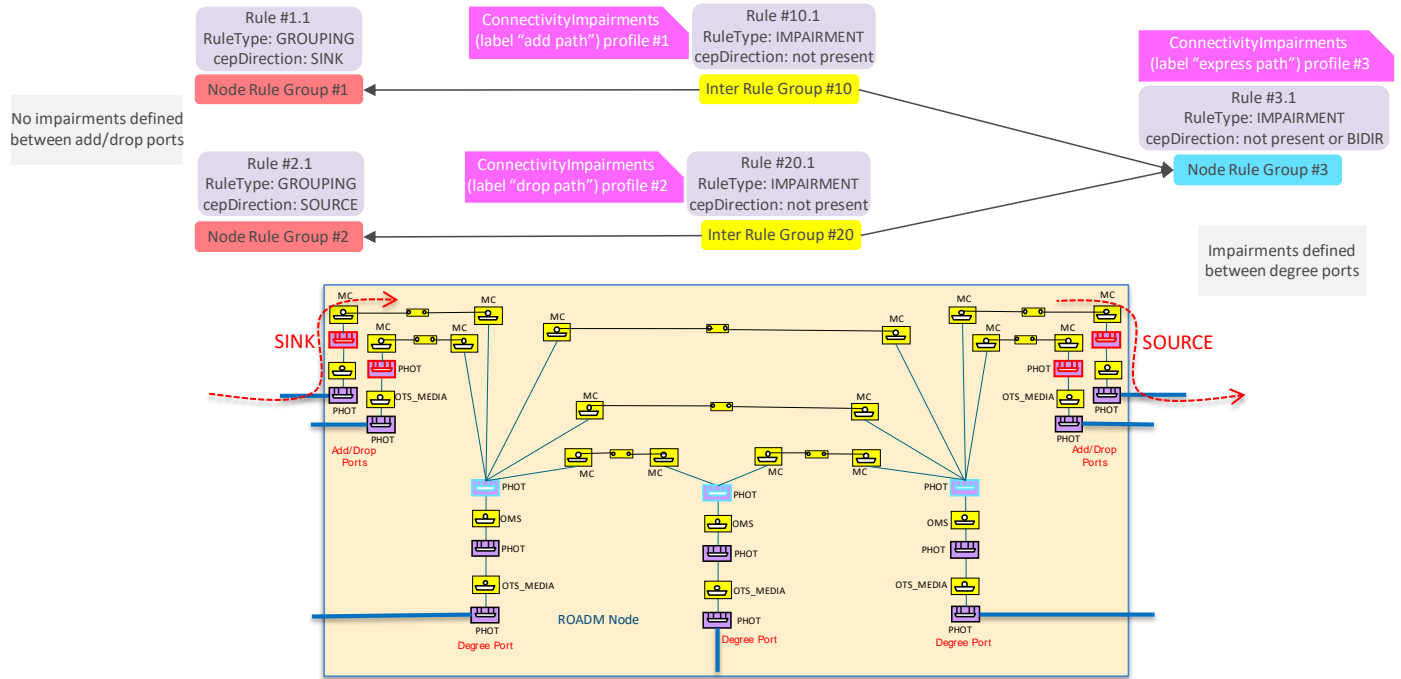 Rule #1.1
RuleType: GROUPING
cepDirection: SINK
Node Rule Group #1
ConnectivityImpairments
(label “add path”) profile #1
Rule #10.1
RuleType: IMPAIRMENT
cepDirection: not present
Inter Rule Group #10
ConnectivityImpairments
(label “express path”) profile #3
Rule #3.1
RuleType: IMPAIRMENT
cepDirection: not present or BIDIR
Node Rule Group #3
No impairments defined
between add/drop ports
Rule #2.1
RuleType: GROUPING
cepDirection: SOURCE
Node Rule Group #2
ConnectivityImpairments
(label “drop path”) profile #2
Rule #20.1
RuleType: IMPAIRMENT
cepDirection: not present
Inter Rule Group #20
Impairments defined
between degree ports
MC
MC
MC
MC
SINK
MC
MC
MC
MC
SOURCE
PHOT
PHOT
OTS_MEDIA
OTS_MEDIA
PHOT
PHOT
PHOT
PHOT
Add/Drop
Ports
Add/Drop
Ports
MC
MC
MC
MC
PHOT
PHOT
PHOT
OMS
OMS
OMS
PHOT
PHOT
PHOT
OTS_MEDIA
OTS_MEDIA
OTS_MEDIA
ROADM Node
PHOT
PHOT
PHOT
Degree Port
Degree Port
Degree Port